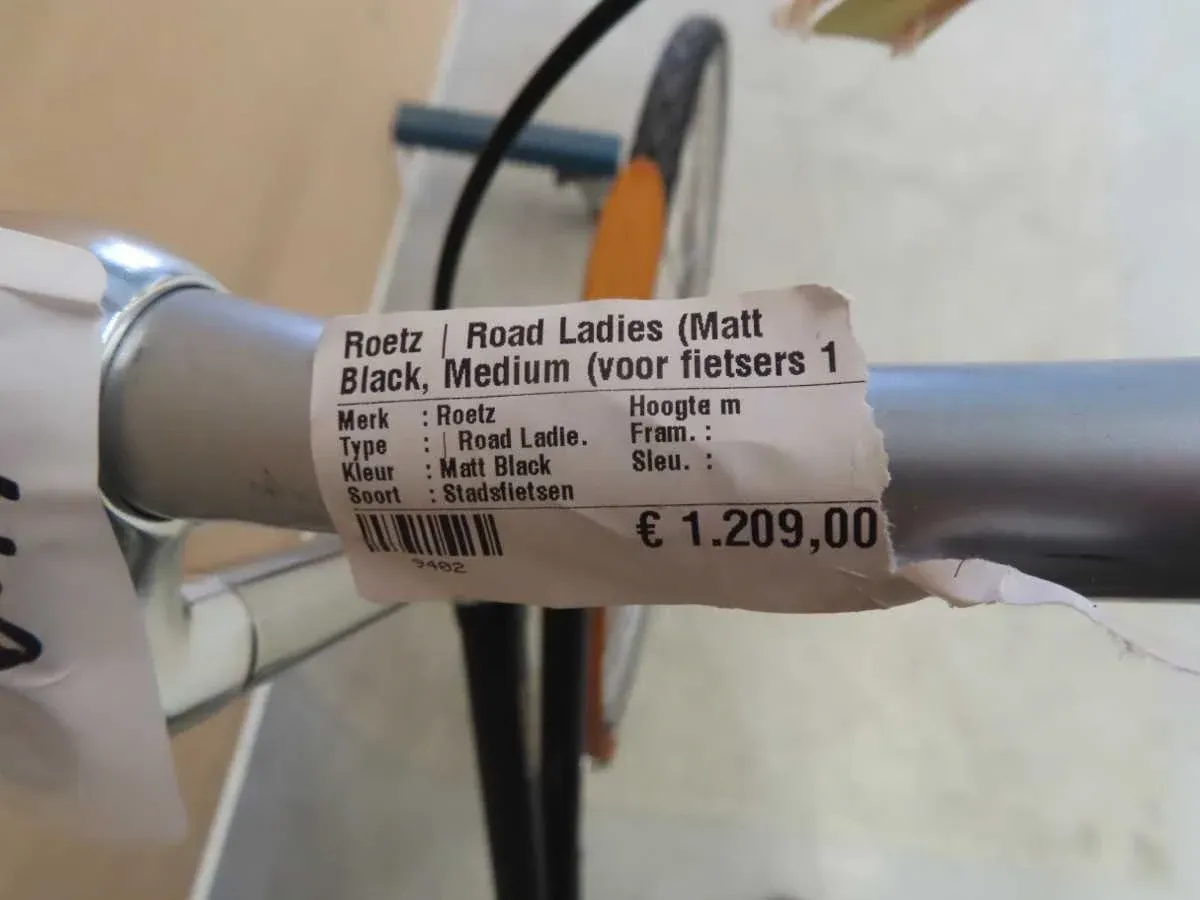 Roetz | Road Ladies (Matt
Black, Medium (voor fietsers 1
Merk : Roetz
Hoogte m
Type : | Road Ladie.
Fram. :
Kleur : Matt Black
Sleu. :
Soort : Stadsfietsen
€ 1.209,00
9402